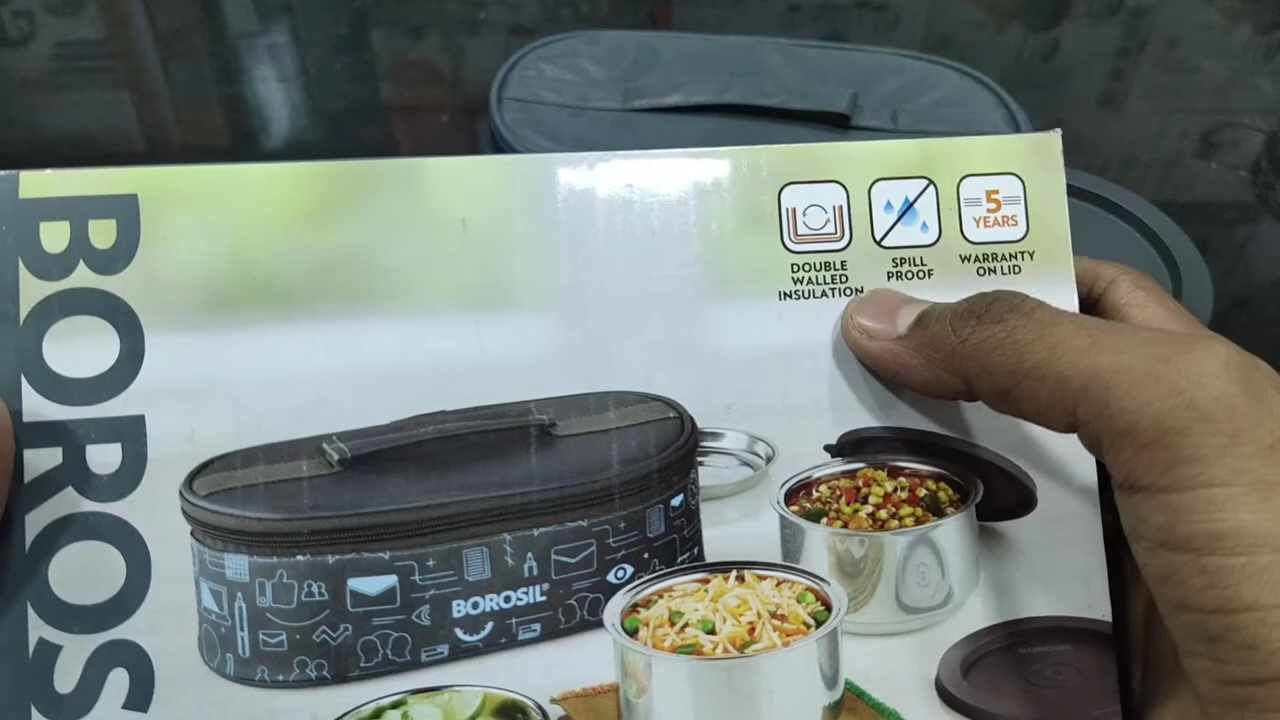 BOROS
DOUBLE
WALLED
INSULATION
SPILL
PROOF
5
YEARS
WARRANTY
ON LID
BOROSIL®